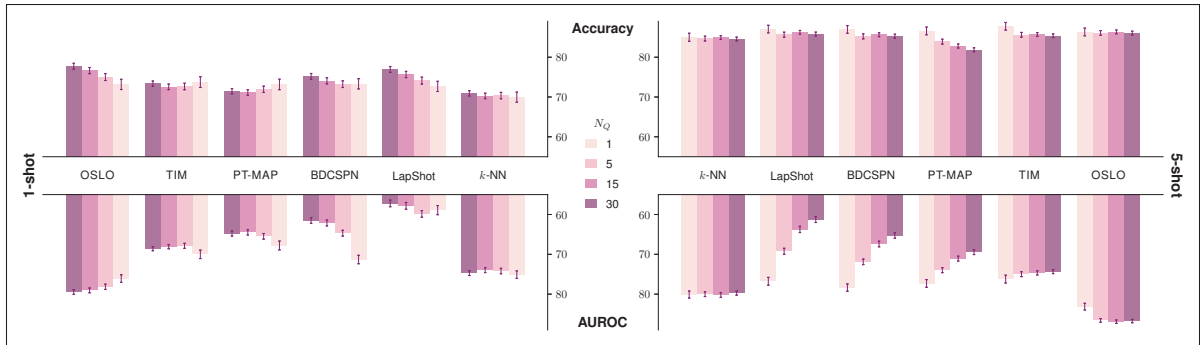 Accuracy
80
80
70
70
60
60
N_Q
1
5
15
30
1-shot
5-shot
OSLO
TIM
PT-MAP
BDCSPN
LapShot
k-NN
k-NN
LapShot
BDCSPN
PT-MAP
TIM
OSLO
60
60
70
70
80
80
AUROC